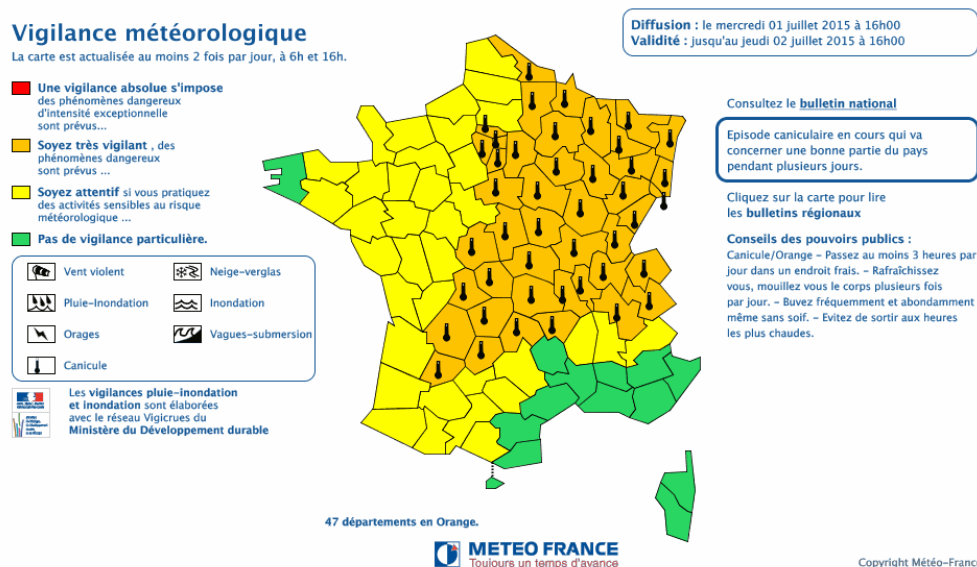 Vigilance météorologique
La carte est actualisée au moins 2 fois par jour, à 6h et 16h.
Une vigilance absolue s'impose
des phénomènes dangereux
d'intensité exceptionnelle
sont prévus...
Soyez très vigilant , des
phénomènes dangereux
sont prévus ...
Soyez attentif si vous pratiquez
des activités sensibles au risque
météorologique ...
Pas de vigilance particulière.
Vent violent
Neige-verglas
Pluie-Inondation
Inondation
Orages
Vagues-submersion
Canicule
Les vigilances pluie-inondation
et inondation sont élaborées
avec le réseau Vigicrues du
Ministère du Développement durable
Diffusion : le mercredi 01 juillet 2015 à 16h00
Validité : jusqu'au jeudi 02 juillet 2015 à 16h00
Consultez le bulletin national
Episode caniculaire en cours qui va
concerner une bonne partie du pays
pendant plusieurs jours.
Cliquez sur la carte pour lire
les bulletins régionaux
Conseils des pouvoirs publics :
Canicule/Orange – Passez au moins 3 heures par
jour dans un endroit frais. – Rafraîchissez
vous, mouillez vous le corps plusieurs fois
par jour. – Buvez fréquemment et abondamment
même sans soif. – Evitez de sortir aux heures
les plus chaudes.
47 départements en Orange.
METEO FRANCE
Toujours un temps d'avance
Copyright Météo-France